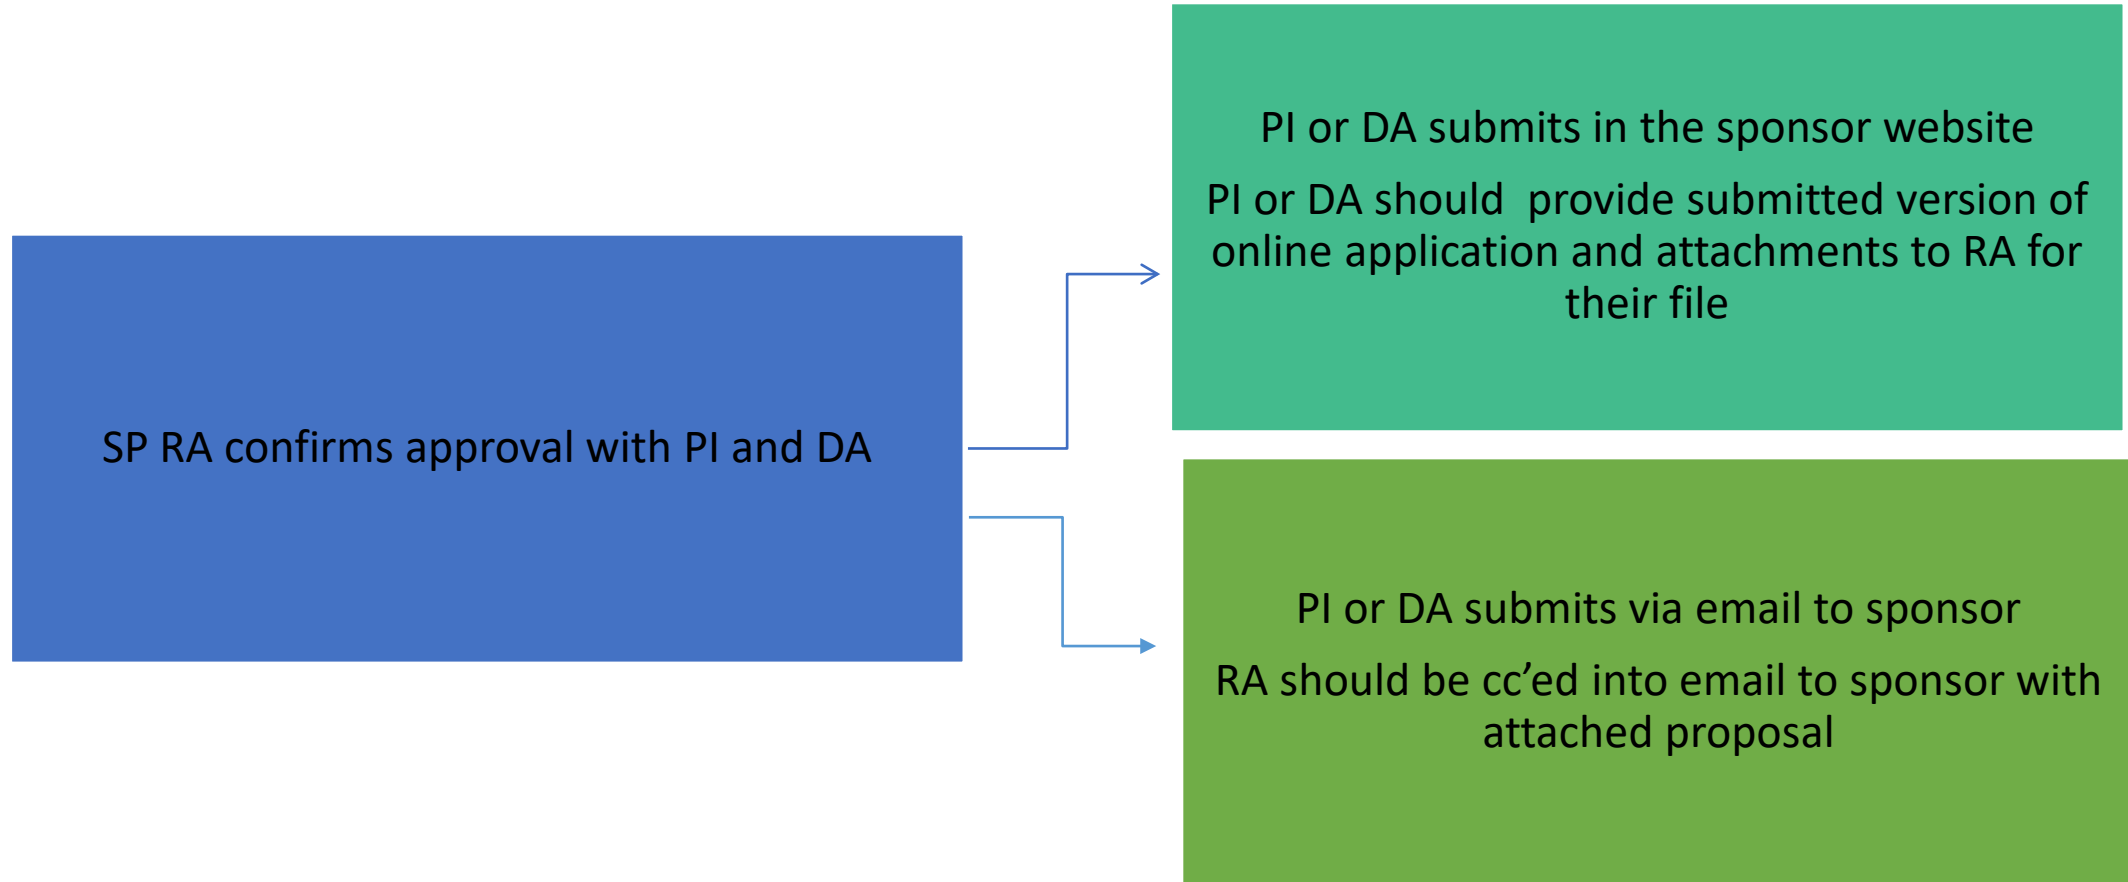 SP RA confirms approval with PI and DA
PI or DA submits in the sponsor website
PI or DA should  provide submitted version of
online application and attachments to RA for
their file
PI or DA submits via email to sponsor
RA should be cc’ed into email to sponsor with
attached proposal